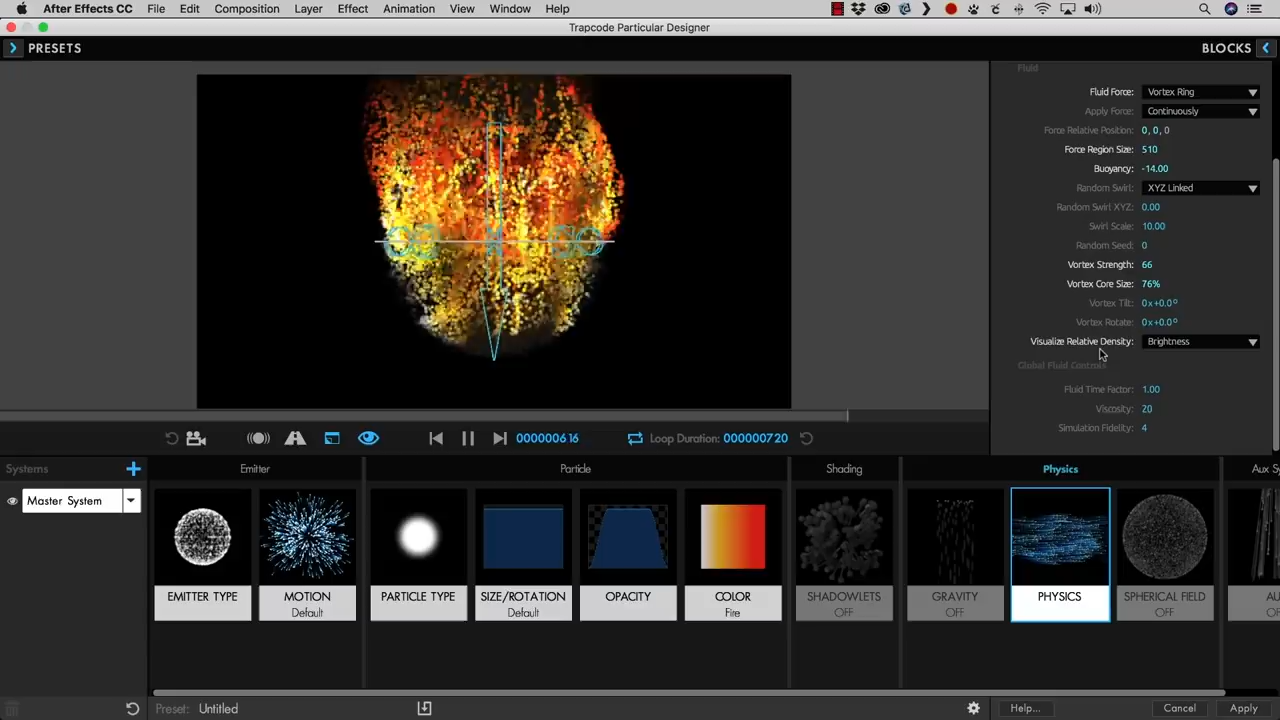 After Effects CC File Edit Composition Layer Effect Animation View Window Help
Trapcode Particular Designer
PRESETS
BLOCKS
Fluid
Fluid Force: Vortex Ring
Apply Force: Continuously
Force Relative Position: 0, 0, 0
Force Region Size: 510
Buoyancy: -14.00
Random Swirl: XYZ Linked
Random Swirl XYZ: 0.00
Swirl Scale: 10.00
Random Seed: 0
Vortex Strength: 66
Vortex Core Size: 76%
Vortex Tilt: 0x+0.0°
Vortex Rotate: 0x+0.0°
Visualize Relative Density: Brightness
Global Fluid Controls
Fluid Time Factor: 1.00
Viscosity: 20
Simulation Fidelity: 4
000000616 Loop Duration: 000000720
Systems Emitter Particle Shading Physics Aux Sy
Master System
EMITTER TYPE MOTION PARTICLE TYPE SIZE/ROTATION OPACITY COLOR SHADOWLETS GRAVITY PHYSICS SPHERICAL FIELD AU
Default Default Fire OFF OFF OFF OF
Preset: Untitled Help... Cancel Apply